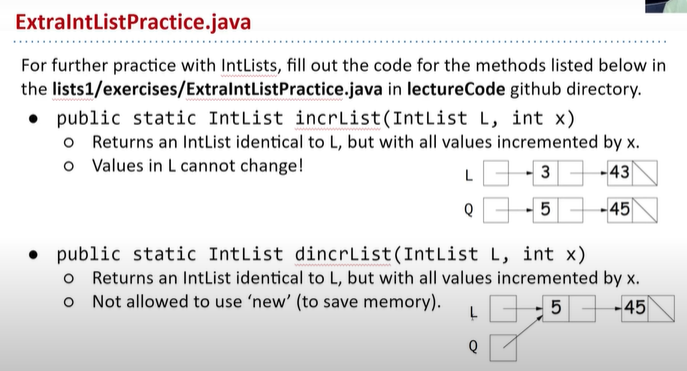 ExtraIntListPractice.java
For further practice with IntLists, fill out the code for the methods listed below in
the lists1/exercises/ExtraIntListPractice.java in lectureCode github directory.
● public static IntList incrList(IntList L, int x)
○ Returns an IntList identical to L, but with all values incremented by x.
○ Values in L cannot change!
L 3 43
Q 5 45
● public static IntList dincrList(IntList L, int x)
○ Returns an IntList identical to L, but with all values incremented by x.
○ Not allowed to use ‘new’ (to save memory).
L 5 45
Q